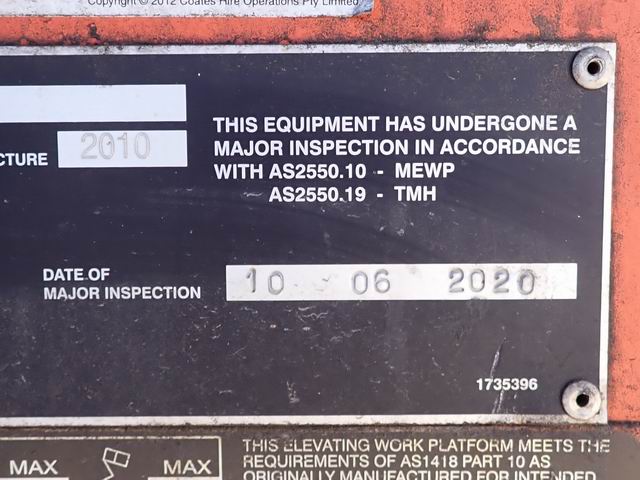 Copyright © 2012 Coates Hire Operations Pty Limited.
CTURE 2010
THIS EQUIPMENT HAS UNDERGONE A
MAJOR INSPECTION IN ACCORDANCE
WITH AS2550.10 - MEWP
AS2550.19 - TMH
DATE OF
MAJOR INSPECTION
10 06 2020
1735396
MAX MAX
THIS ELEVATING WORK PLATFORM MEETS THE
REQUIREMENTS OF AS1418 PART 10 AS
ORIGINALLY MANUFACTURED FOR INTENDED